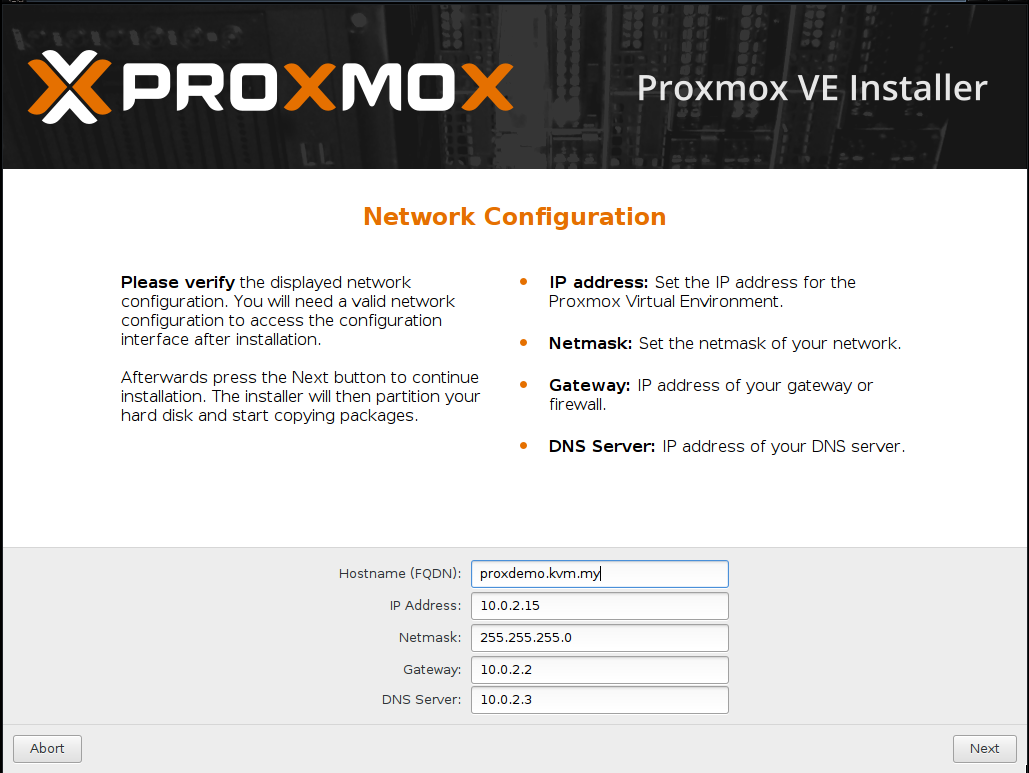 PROXMOX
Proxmox VE Installer
Network Configuration
Please verify the displayed network
configuration. You will need a valid network
configuration to access the configuration
interface after installation.
Afterwards press the Next button to continue
installation. The installer will then partition your
hard disk and start copying packages.
• IP address: Set the IP address for the
Proxmox Virtual Environment.
• Netmask: Set the netmask of your network.
• Gateway: IP address of your gateway or
firewall.
• DNS Server: IP address of your DNS server.
Hostname (FQDN): proxdemo.kvm.my
IP Address: 10.0.2.15
Netmask: 255.255.255.0
Gateway: 10.0.2.2
DNS Server: 10.0.2.3
Abort
Next